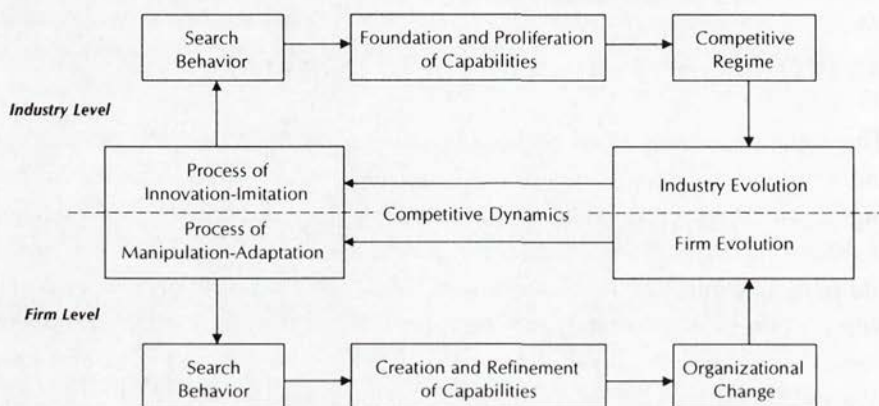 Search
Behavior
Foundation and Proliferation
of Capabilities
Competitive
Regime
Industry Level
Process of
Innovation-Imitation
Industry Evolution
Competitive Dynamics
Process of
Manipulation-Adaptation
Firm Evolution
Firm Level
Search
Behavior
Creation and Refinement
of Capabilities
Organizational
Change